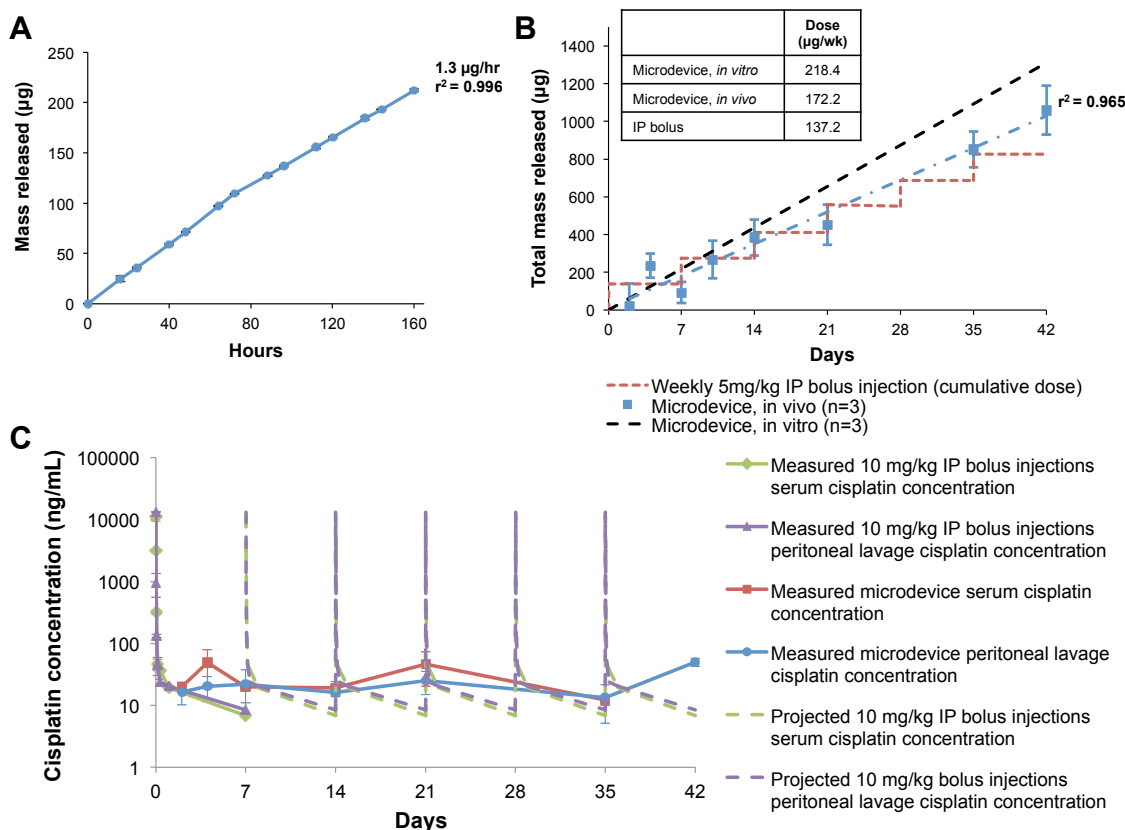 A
Mass released (µg)
250
200
150
100
50
0
0 40 80 120 160
Hours
1.3 µg/hr
r² = 0.996
B
Total mass released (µg)
1400
1200
1000
800
600
400
200
0
0 7 14 21 28 35 42
Days
Dose
(µg/wk)
Microdevice, in vitro 218.4
Microdevice, in vivo 172.2
IP bolus 137.2
r² = 0.965
Weekly 5mg/kg IP bolus injection (cumulative dose)
Microdevice, in vivo (n=3)
Microdevice, in vitro (n=3)
C
Cisplatin concentration (ng/mL)
100000
10000
1000
100
10
1
0 7 14 21 28 35 42
Days
Measured 10 mg/kg IP bolus injections
serum cisplatin concentration
Measured 10 mg/kg IP bolus injections
peritoneal lavage cisplatin concentration
Measured microdevice serum cisplatin
concentration
Measured microdevice peritoneal lavage
cisplatin concentration
Projected 10 mg/kg IP bolus injections
serum cisplatin concentration
Projected 10 mg/kg bolus injections
peritoneal lavage cisplatin concentration